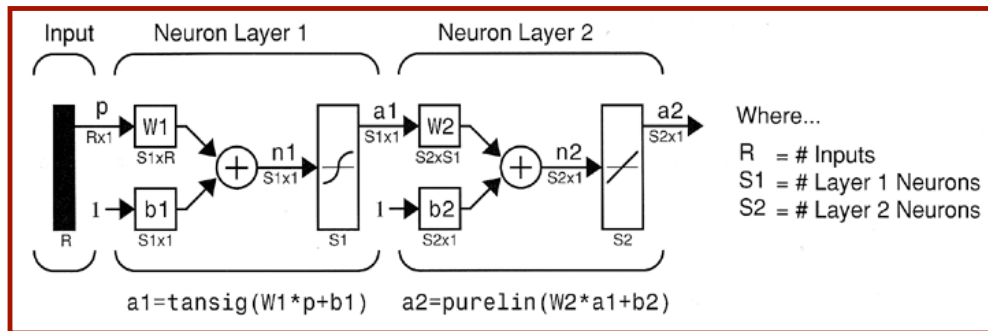 Input Neuron Layer 1 Neuron Layer 2
p a1 a2
Rx1 W1 S1x1 W2 S2x1
S1xR n1 S2xS1 n2
S1x1 S2x1
1 b1 1 b2
R S1x1 S1 S2x1 S2
a1=tansig(W1*p+b1) a2=purelin(W2*a1+b2)
Where...
R = # Inputs
S1 = # Layer 1 Neurons
S2 = # Layer 2 Neurons